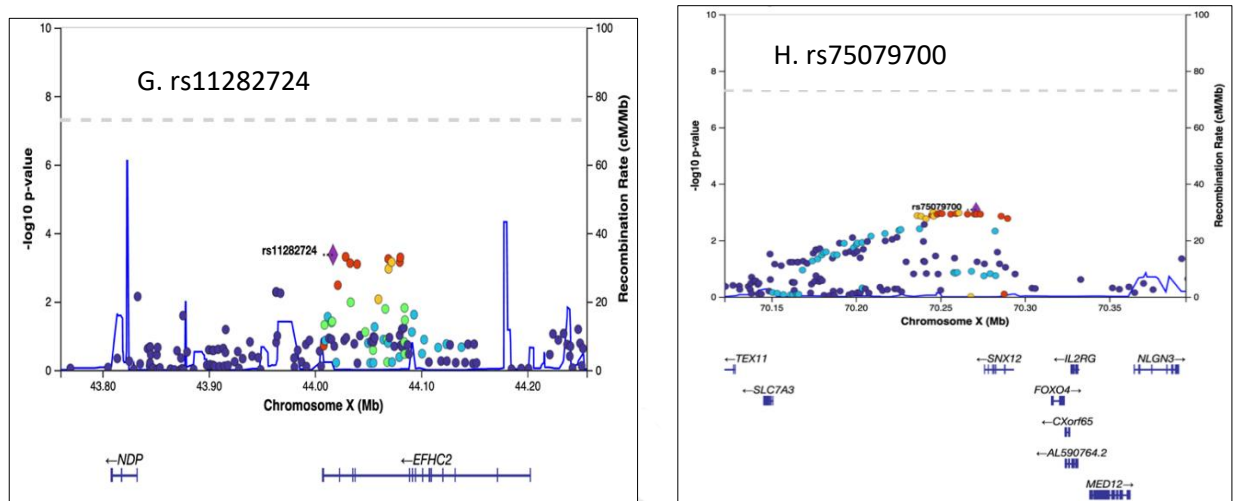 G. rs11282724
10
8
6
4
2
0
-log10 p-value
100
80
60
40
20
0
Recombination Rate (cM/Mb)
rs11282724
43.80 43.90 44.00 44.10 44.20
Chromosome X (Mb)
←NDP ←EFHC2
H. rs75079700
10
8
6
4
2
0
-log10 p-value
100
80
60
40
20
0
Recombination Rate (cM/Mb)
rs75079700
70.15 70.20 70.25 70.30 70.35
Chromosome X (Mb)
←TEX11 ←SNX12 ←IL2RG NLGN3→
←SLC7A3 FOXO4→
←CXorf65
←AL590764.2
MED12→